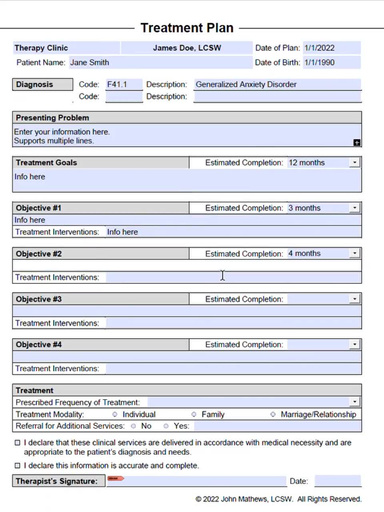 Treatment Plan
Therapy Clinic James Doe, LCSW Date of Plan: 1/1/2022
Patient Name: Jane Smith Date of Birth: 1/1/1990
Diagnosis Code: F41.1 Description: Generalized Anxiety Disorder
Code: Description:
Presenting Problem
Enter your information here.
Supports multiple lines.
Treatment Goals Estimated Completion: 12 months
Info here
Objective #1 Estimated Completion: 3 months
Info here
Treatment Interventions: Info here
Objective #2 Estimated Completion: 4 months
Treatment Interventions:
Objective #3 Estimated Completion:
Treatment Interventions:
Objective #4 Estimated Completion:
Treatment Interventions:
Treatment
Prescribed Frequency of Treatment:
Treatment Modality: Individual Family Marriage/Relationship
Referral for Additional Services: No Yes:
I declare that these clinical services are delivered in accordance with medical necessity and are
appropriate to the patient's diagnosis and needs.
I declare this information is accurate and complete.
Therapist's Signature: Date:
© 2022 John Mathews, LCSW. All Rights Reserved.